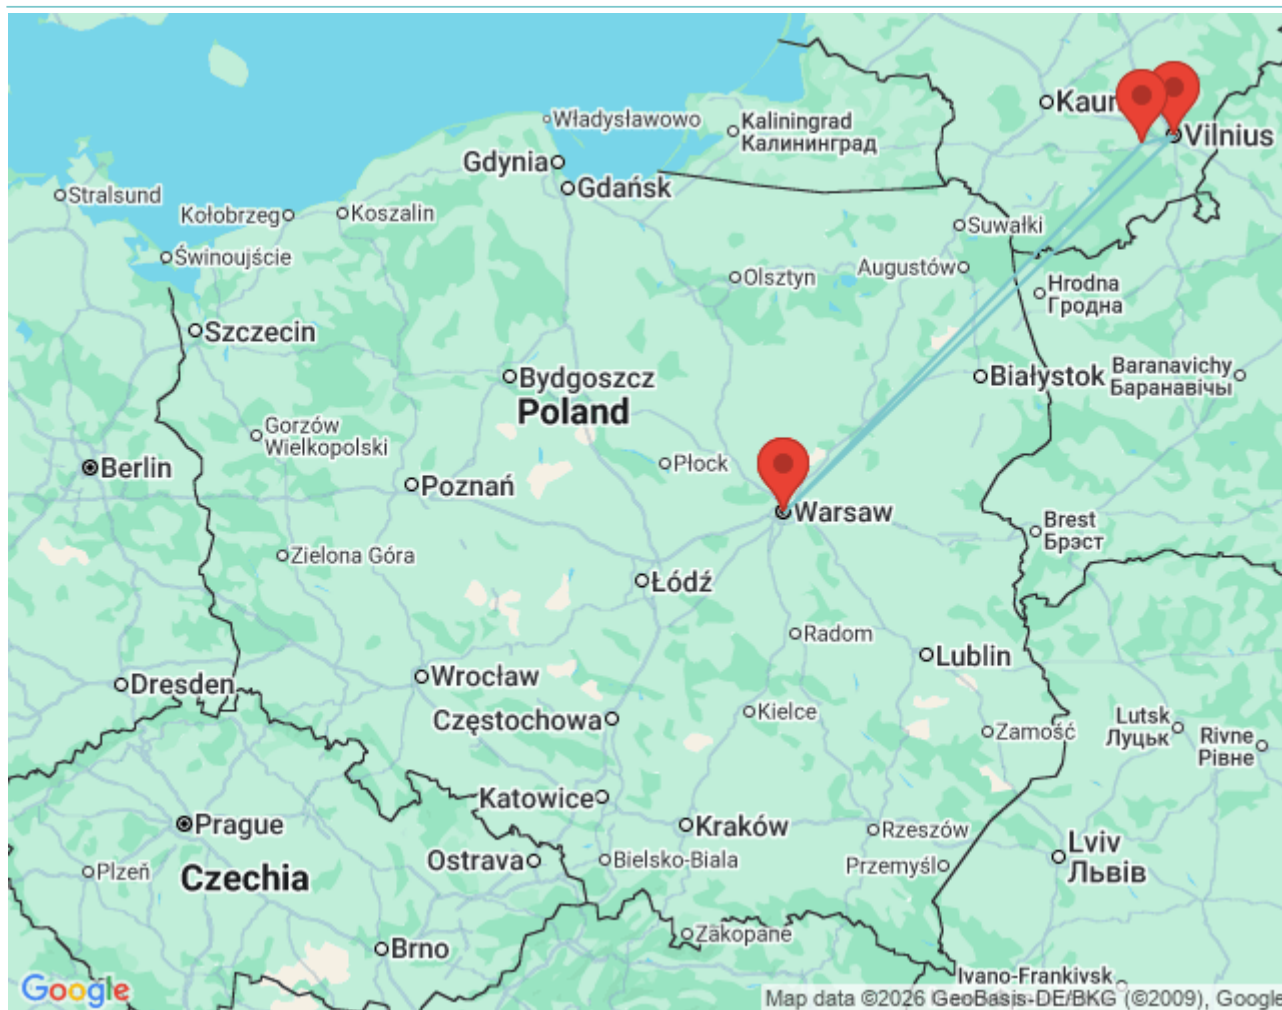 Władysławowo
Kaliningrad
Калининград
Kaun
Vilnius
Gdynia
Gdańsk
Stralsund
Kołobrzeg
Koszalin
Suwałki
Świnoujście
Olsztyn
Augustów
Hrodna
Гродна
Szczecin
Bydgoszcz
Białystok
Baranavichy
Баранавічы
Poland
Gorzów
Wielkopolski
Berlin
Płock
Poznań
Warsaw
Brest
Брэст
Zielona Góra
Łódź
Radom
Lublin
Wrocław
Dresden
Częstochowa
Kielce
Zamość
Lutsk
Луцьк
Rivne
Рівне
Katowice
Prague
Kraków
Rzeszów
Lviv
Львів
Ostrava
Bielsko-Biala
Przemyśl
Plzeň
Czechia
Zakopane
Brno
Ivano-Frankivsk
Google
Map data ©2026 GeoBasis-DE/BKG (©2009), Google